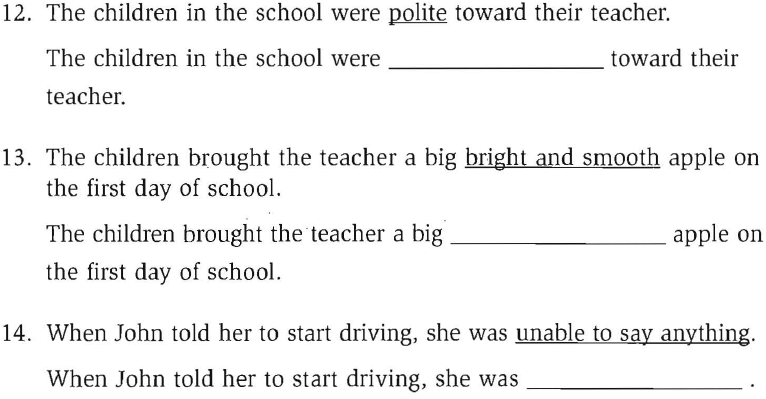 12. The children in the school were polite toward their teacher.
The children in the school were ____________________ toward their
teacher.
13. The children brought the teacher a big bright and smooth apple on
the first day of school.
The children brought the teacher a big ____________________ apple on
the first day of school.
14. When John told her to start driving, she was unable to say anything.
When John told her to start driving, she was ____________________ .